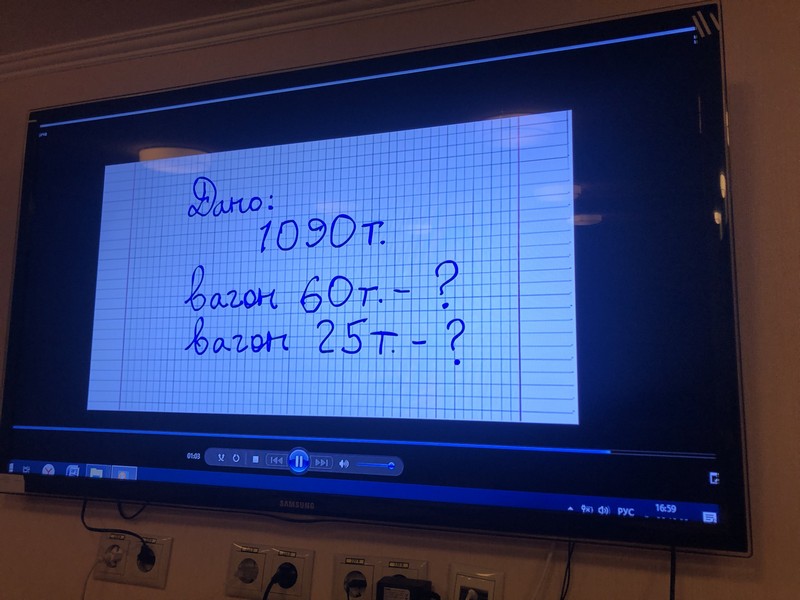 Дано:
1090т.
вагон 60т. - ?
вагон 25т. - ?
01:03
SAMSUNG
РУС
16:59